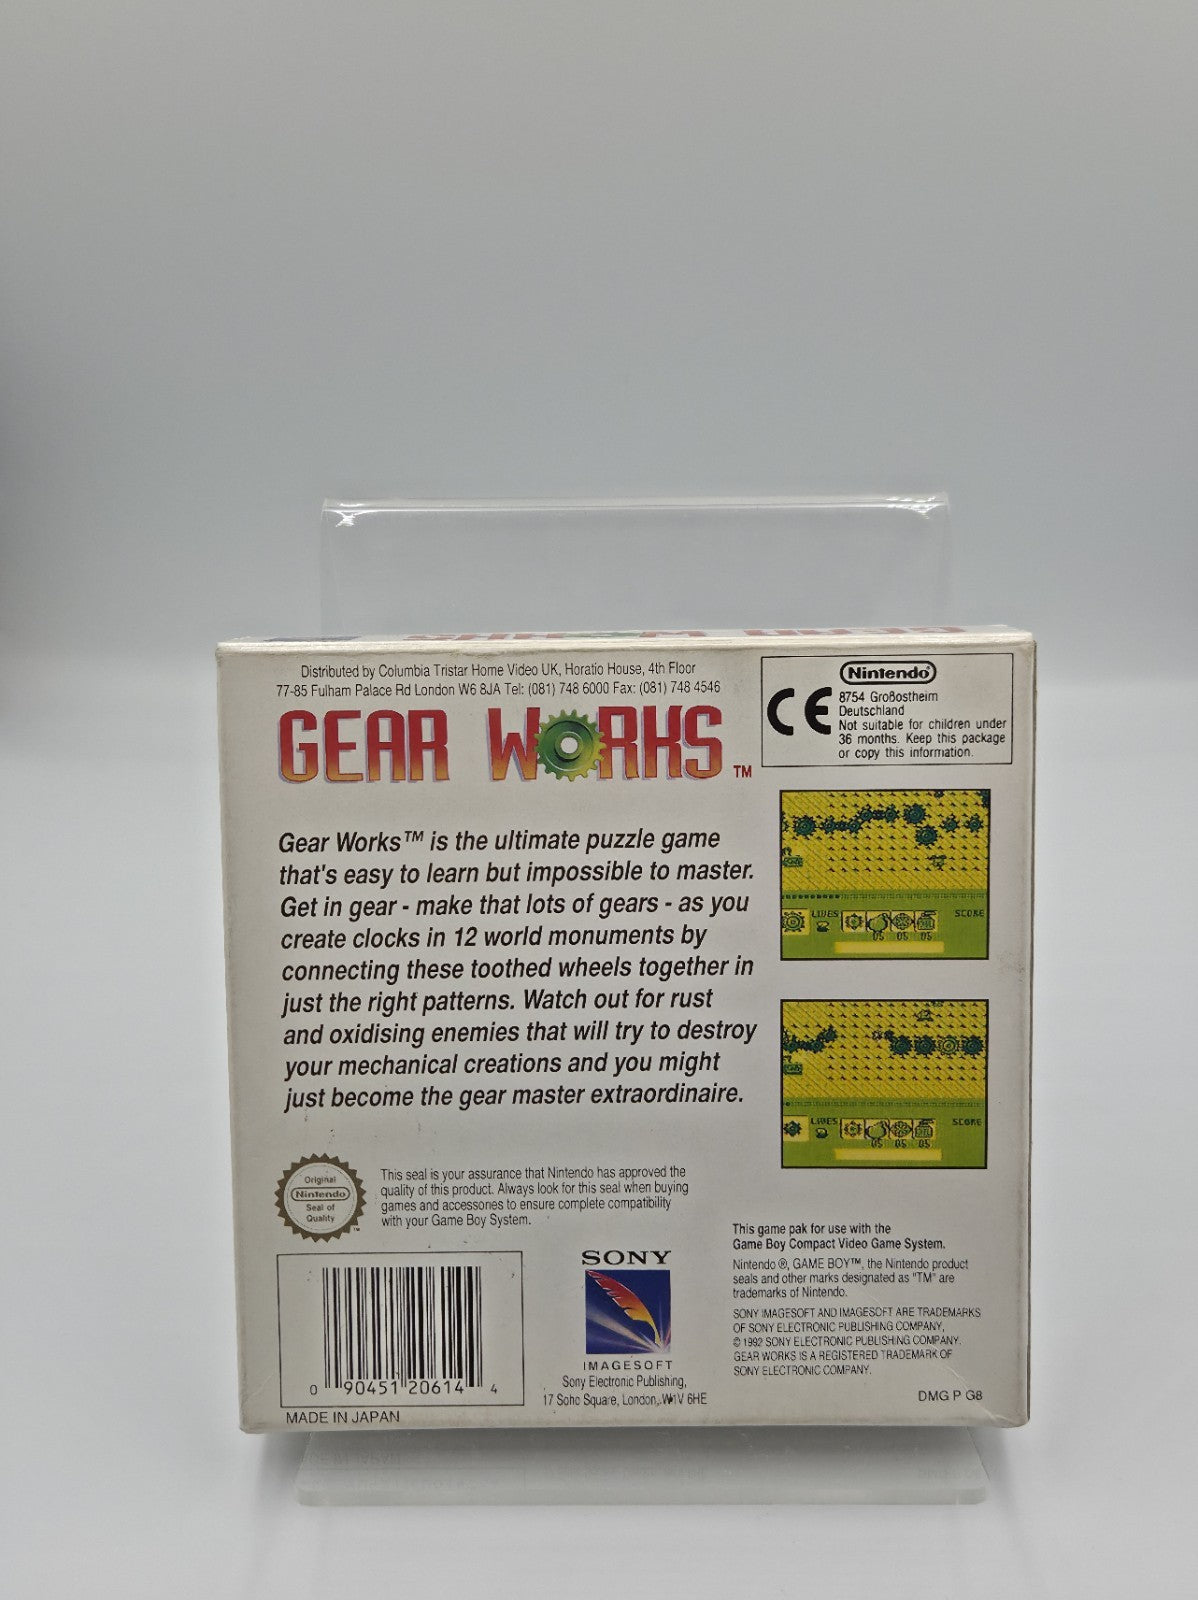 Distributed by Columbia Tristar Home Video UK, Horatio House, 4th Floor
77-85 Fulham Palace Rd London W6 8JA Tel: (081) 748 6000 Fax: (081) 748 4546
GEAR WORKS TM
Nintendo
CE
8754 Großostheim
Deutschland
Not suitable for children under
36 months. Keep this package
or copy this information.
Gear Works™ is the ultimate puzzle game
that's easy to learn but impossible to master.
Get in gear - make that lots of gears - as you
create clocks in 12 world monuments by
connecting these toothed wheels together in
just the right patterns. Watch out for rust
and oxidising enemies that will try to destroy
your mechanical creations and you might
just become the gear master extraordinaire.
LIVES
SCORE
05 05 05
LIVES
SCORE
05 05 05
Original
Nintendo
Seal of
Quality
TM
This seal is your assurance that Nintendo has approved the
quality of this product. Always look for this seal when buying
games and accessories to ensure complete compatibility
with your Game Boy System.
0 90451 20614 4
MADE IN JAPAN
SONY
IMAGESOFT
Sony Electronic Publishing,
17 Soho Square, London, W1V 6HE
This game pak for use with the
Game Boy Compact Video Game System.
Nintendo ®, GAME BOY™, the Nintendo product
seals and other marks designated as "TM" are
trademarks of Nintendo.
SONY IMAGESOFT AND IMAGESOFT ARE TRADEMARKS
OF SONY ELECTRONIC PUBLISHING COMPANY,
© 1992 SONY ELECTRONIC PUBLISHING COMPANY.
GEAR WORKS IS A REGISTERED TRADEMARK OF
SONY ELECTRONIC COMPANY.
DMG P G8